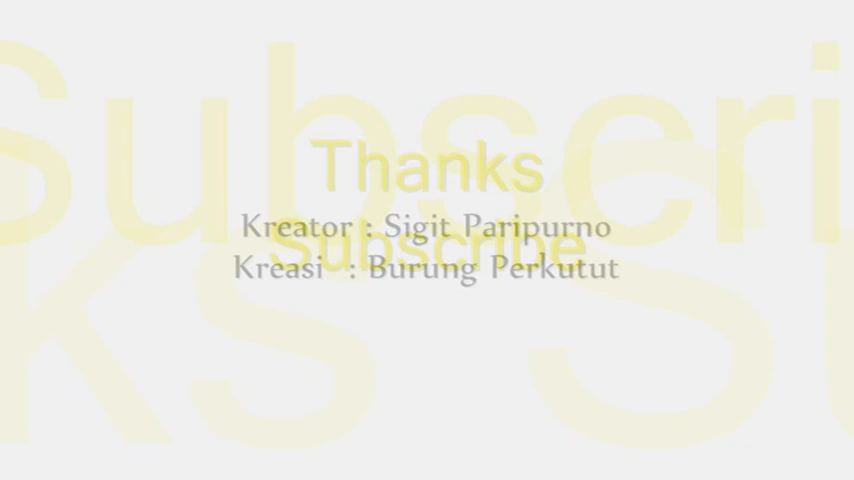 Thanks
Kreator : Sigit Paripurno
Subscribe
Kreasi : Burung Perkutut
Subscri
ks Su